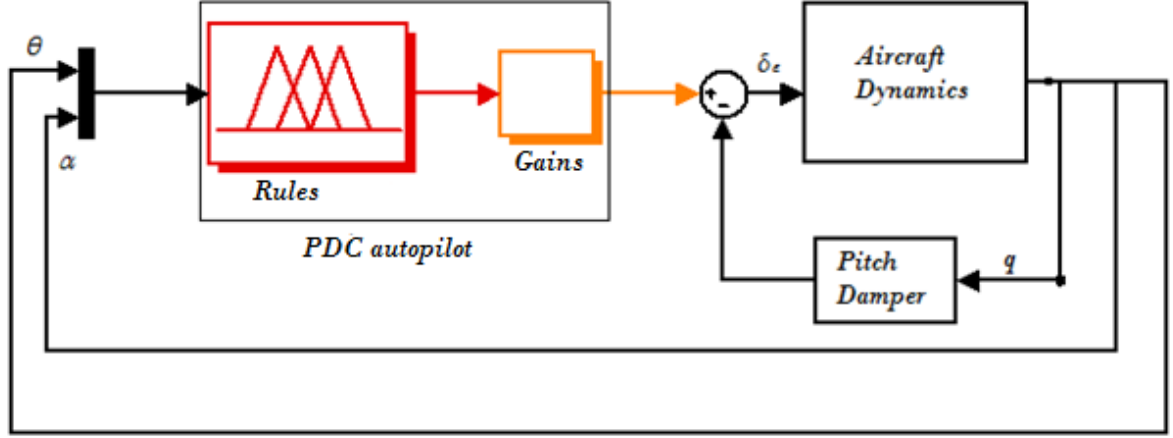 θ
α
Rules
Gains
PDC autopilot
+
-
δε
Aircraft
Dynamics
Pitch
Damper
q